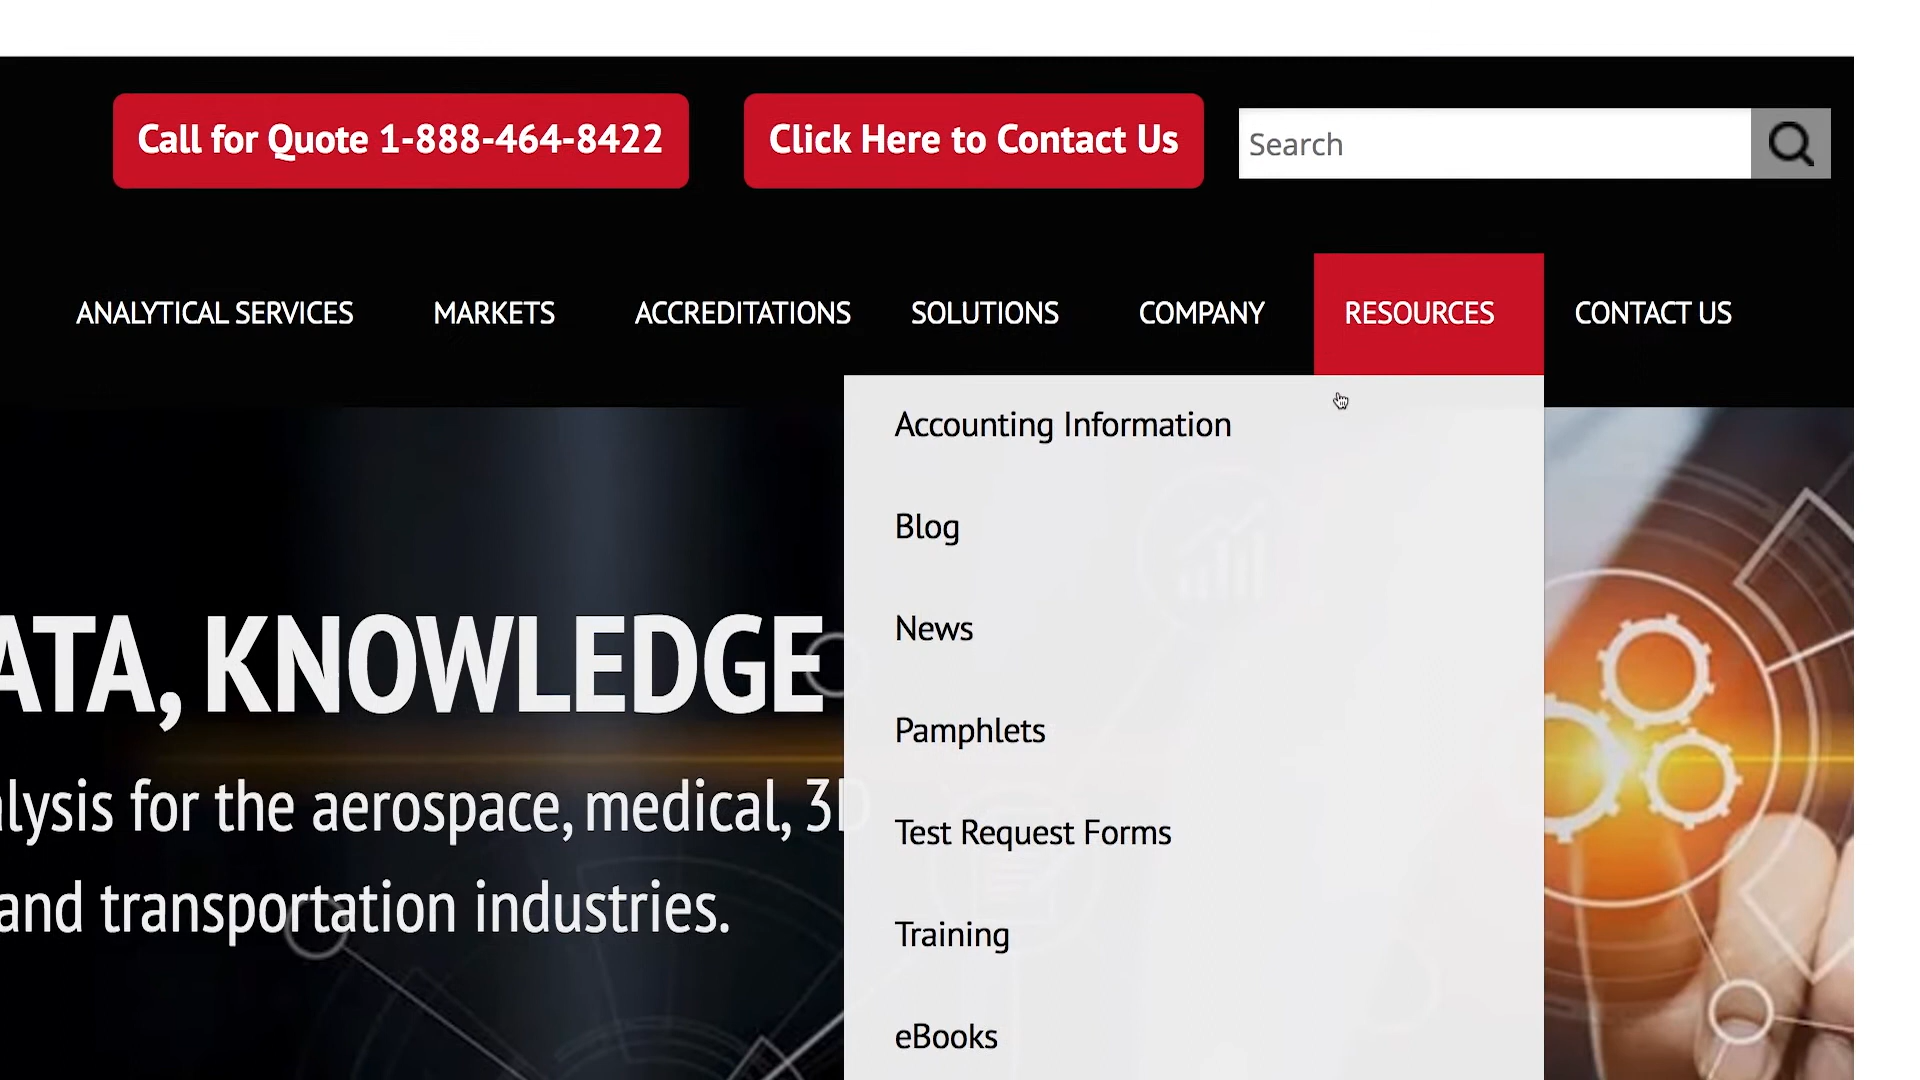 Call for Quote 1-888-464-8422
Click Here to Contact Us
Search
ANALYTICAL SERVICES
MARKETS
ACCREDITATIONS
SOLUTIONS
COMPANY
RESOURCES
CONTACT US
Accounting Information
Blog
News
Pamphlets
Test Request Forms
Training
eBooks
ATA, KNOWLEDGE
lysis for the aerospace, medical, 3D
and transportation industries.